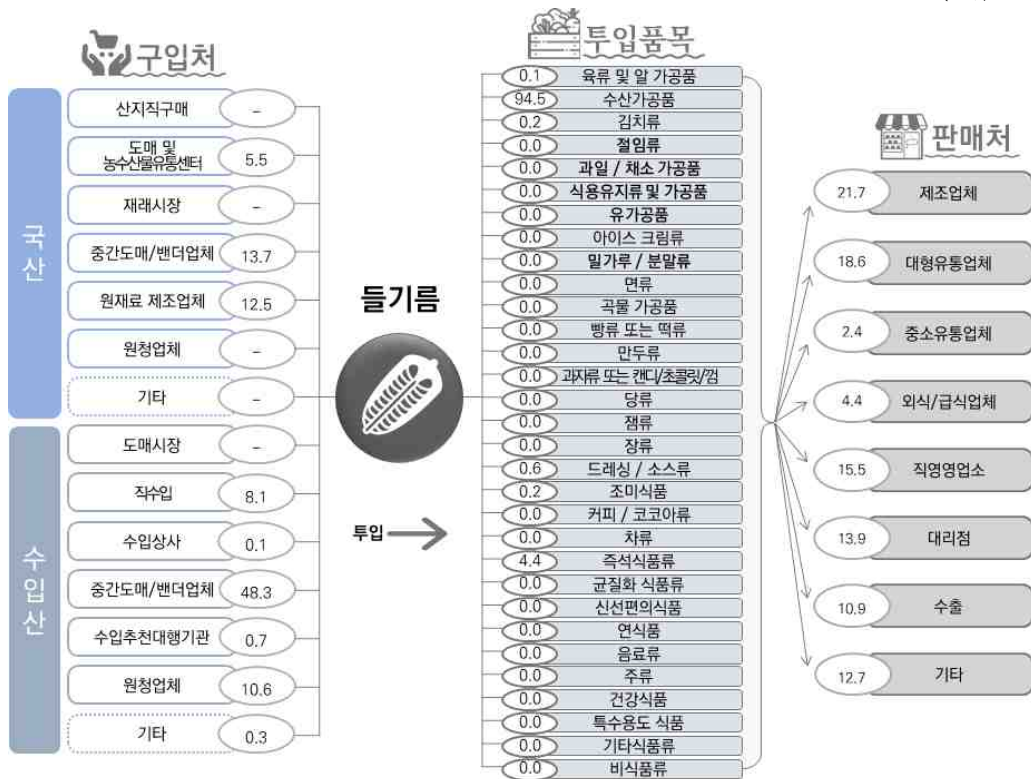 구입처
국산
산지직구매 -
도매 및
농수산물유통센터 5.5
재래시장 -
중간도매/밴더업체 13.7
원재료 제조업체 12.5
원청업체 -
기타 -
수입산
도매시장 -
직수입 8.1
수입상사 0.1
중간도매/밴더업체 48.3
수입추천대행기관 0.7
원청업체 10.6
기타 0.3
들기름
투입
투입품목
0.1 육류 및 알 가공품
94.5 수산가공품
0.2 김치류
0.0 절임류
0.0 과일 / 채소 가공품
0.0 식용유지류 및 가공품
0.0 유가공품
0.0 아이스 크림류
0.0 밀가루 / 분말류
0.0 면류
0.0 곡물 가공품
0.0 빵류 또는 떡류
0.0 만두류
0.0 과자류 또는 캔디/초콜릿/껌
0.0 당류
0.0 잼류
0.0 장류
0.6 드레싱 / 소스류
0.2 조미식품
0.0 커피 / 코코아류
0.0 차류
4.4 즉석식품류
0.0 균질화 식품류
0.0 신선편의식품
0.0 연식품
0.0 음료류
0.0 주류
0.0 건강식품
0.0 특수용도 식품
0.0 기타식품류
0.0 비식품류
판매처
21.7 제조업체
18.6 대형유통업체
2.4 중소유통업체
4.4 외식/급식업체
15.5 직영영업소
13.9 대리점
10.9 수출
12.7 기타